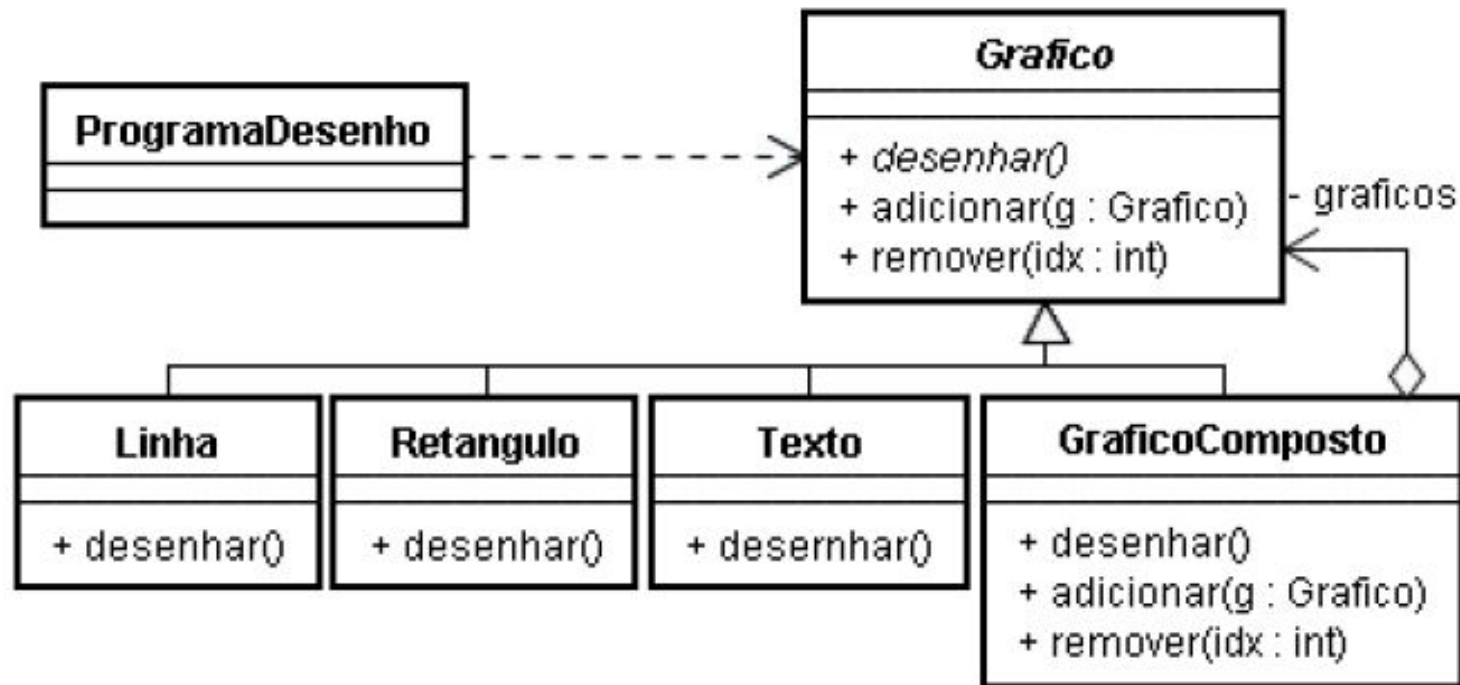 Grafico
ProgramaDesenho
+ desenhar()
+ adicionar(g : Grafico)
+ remover(idx : int)
- graficos
Linha
+ desenhar()
Retangulo
+ desenhar()
Texto
+ desernhar()
GraficoComposto
+ desenhar()
+ adicionar(g : Grafico)
+ remover(idx : int)